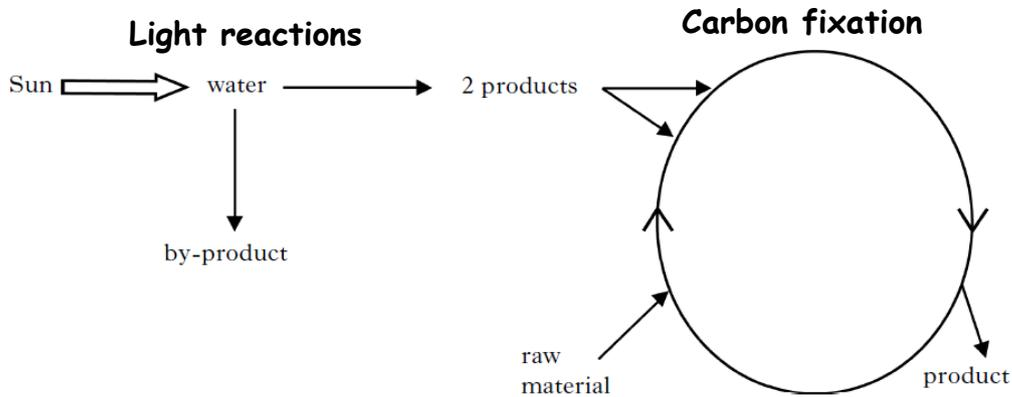 Light reactions
Carbon fixation
Sun
water
2 products
by-product
raw
material
product